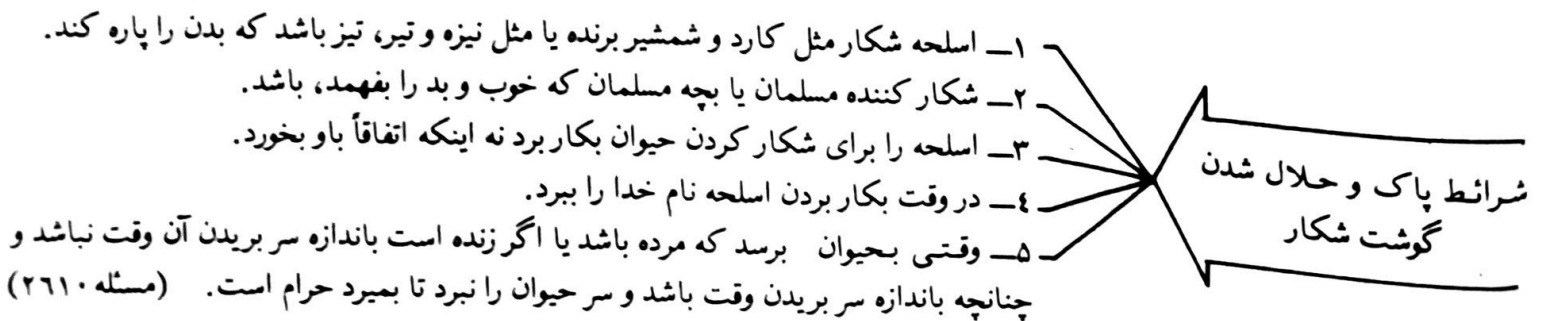 شرائط پاک و حلال شدن
گوشت شکار
۱ــ اسلحه شکار مثل کارد و شمشیر برنده یا مثل نیزه و تیر، تیز باشد که بدن را پاره کند.
۲ــ شکار کننده مسلمان یا بچه مسلمان که خوب و بد را بفهمد، باشد.
۳ــ اسلحه را برای شکار کردن حیوان بکار برد نه اینکه اتفاقاً باو بخورد.
٤ــ در وقت بکار بردن اسلحه نام خدا را ببرد.
۵ــ وقتی بحیوان برسد که مرده باشد یا اگر زنده است باندازه سر بریدن آن وقت نباشد و
چنانچه باندازه سر بریدن وقت باشد و سر حیوان را نبرد تا بمیرد حرام است. (مسئله ۲٦۱۰)